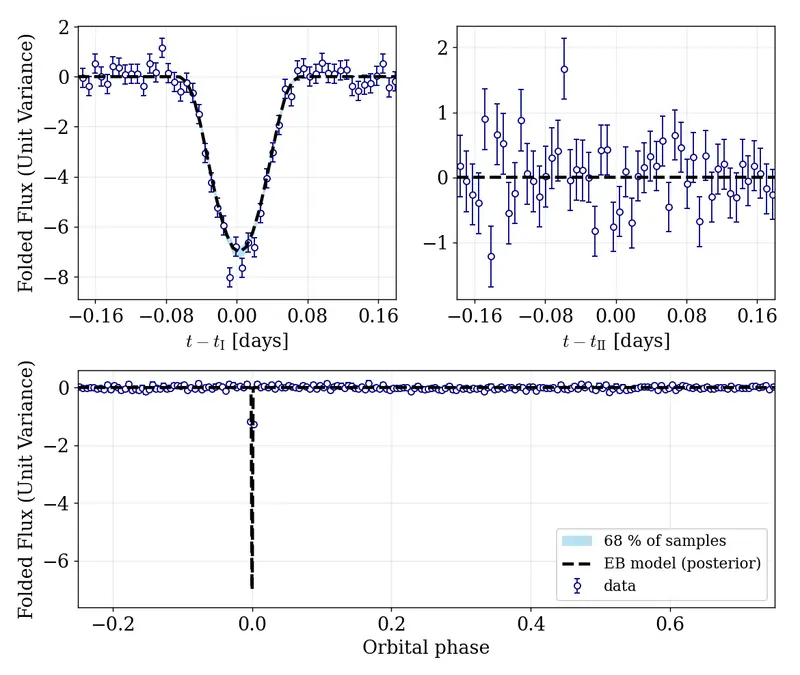 Folded Flux (Unit Variance)
2
0
−2
−4
−6
−8
−0.16 −0.08 0.00 0.08 0.16
t − tI [days]
2
1
0
−1
−0.16 −0.08 0.00 0.08 0.16
t − tII [days]
Folded Flux (Unit Variance)
0
−2
−4
−6
68 % of samples
EB model (posterior)
data
−0.2 0.0 0.2 0.4 0.6
Orbital phase